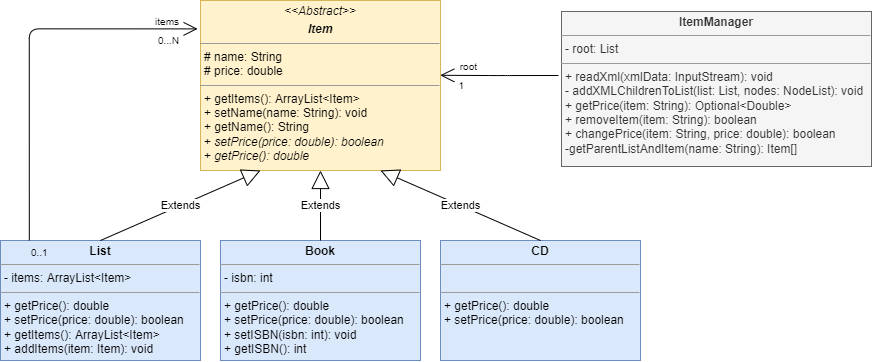 <<Abstract>>
Item
# name: String
# price: double
+ getItems(): ArrayList<Item>
+ setName(name: String): void
+ getName(): String
+ setPrice(price: double): boolean
+ getPrice(): double
ItemManager
- root: List
+ readXml(xmlData: InputStream): void
- addXMLChildrenToList(list: List, nodes: NodeList): void
+ getPrice(item: String): Optional<Double>
+ removeItem(item: String): boolean
+ changePrice(item: String, price: double): boolean
-getParentListAndItem(name: String): Item[]
items
0...N
root
1
Extends
Extends
Extends
0..1
List
- items: ArrayList<Item>
+ getPrice(): double
+ setPrice(price: double): boolean
+ getItems(): ArrayList<Item>
+ addItems(item: Item): void
Book
- isbn: int
+ getPrice(): double
+ setPrice(price: double): boolean
+ setISBN(isbn: int): void
+ getISBN(): int
CD
+ getPrice(): double
+ setPrice(price: double): boolean